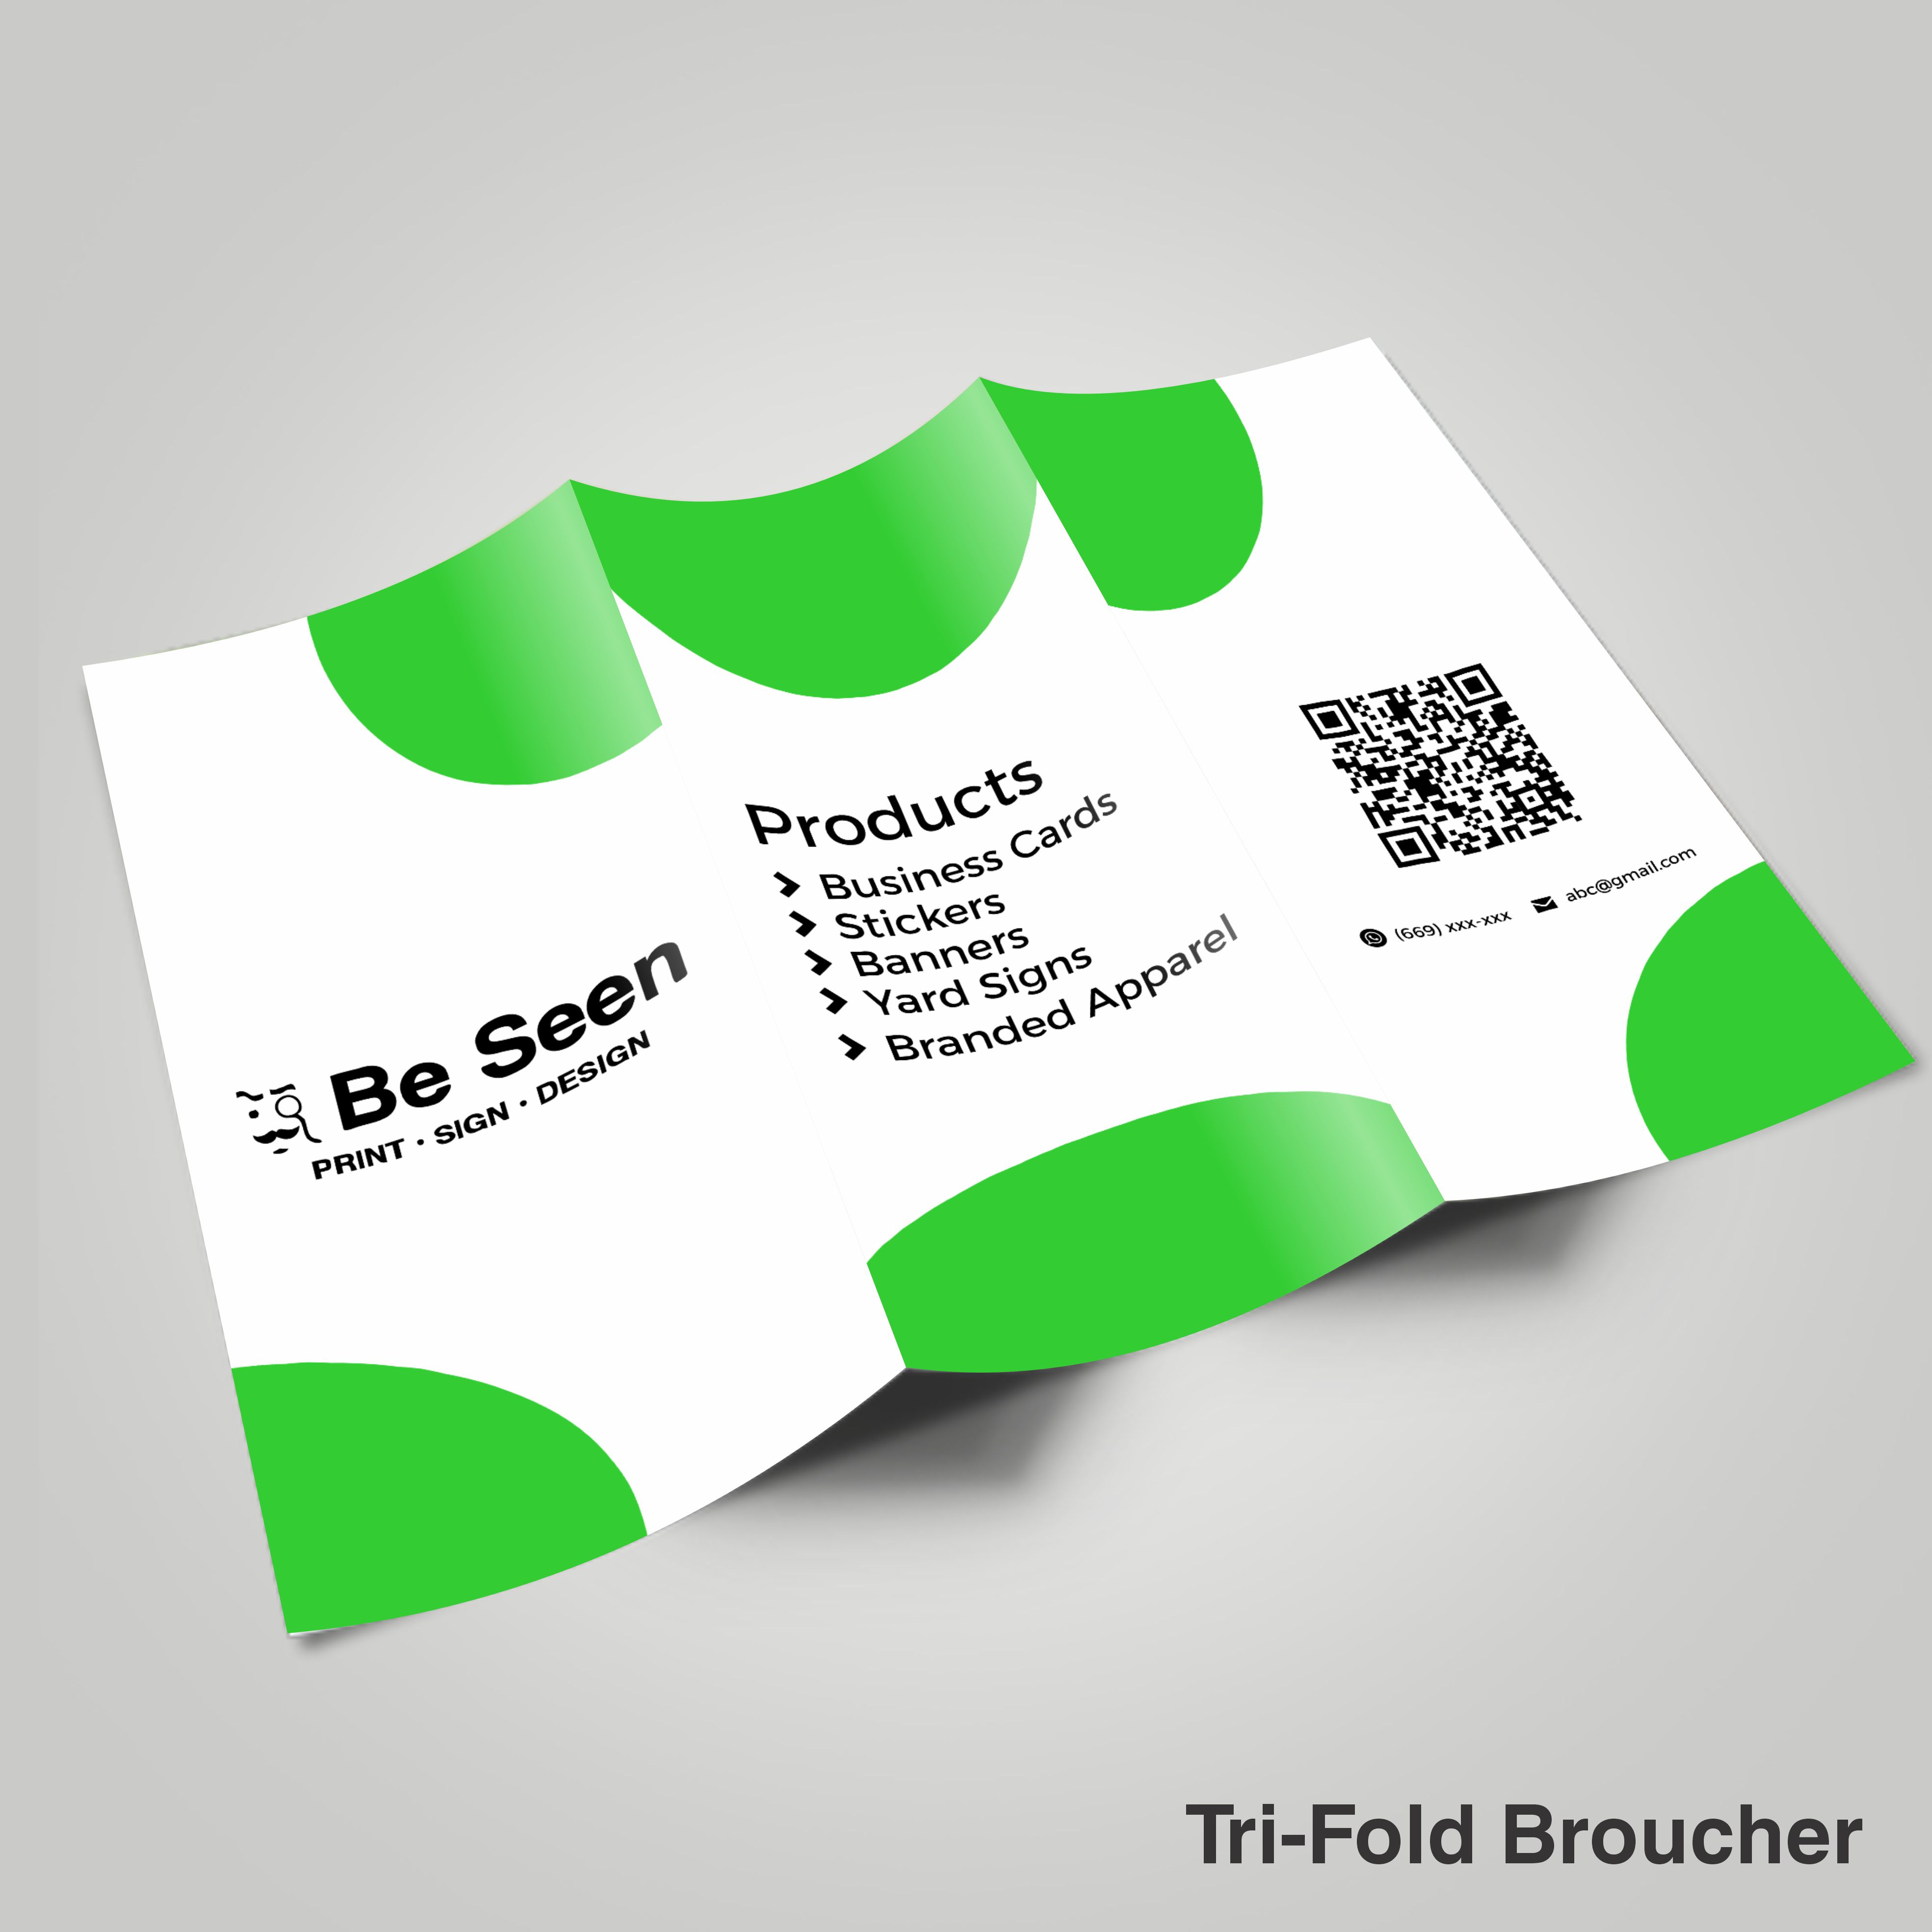 Be Seen
PRINT · SIGN · DESIGN
Products
Business Cards
Stickers
Banners
Yard Signs
Branded Apparel
(669) xxx-xxx
abc@gmail.com
Tri-Fold Broucher